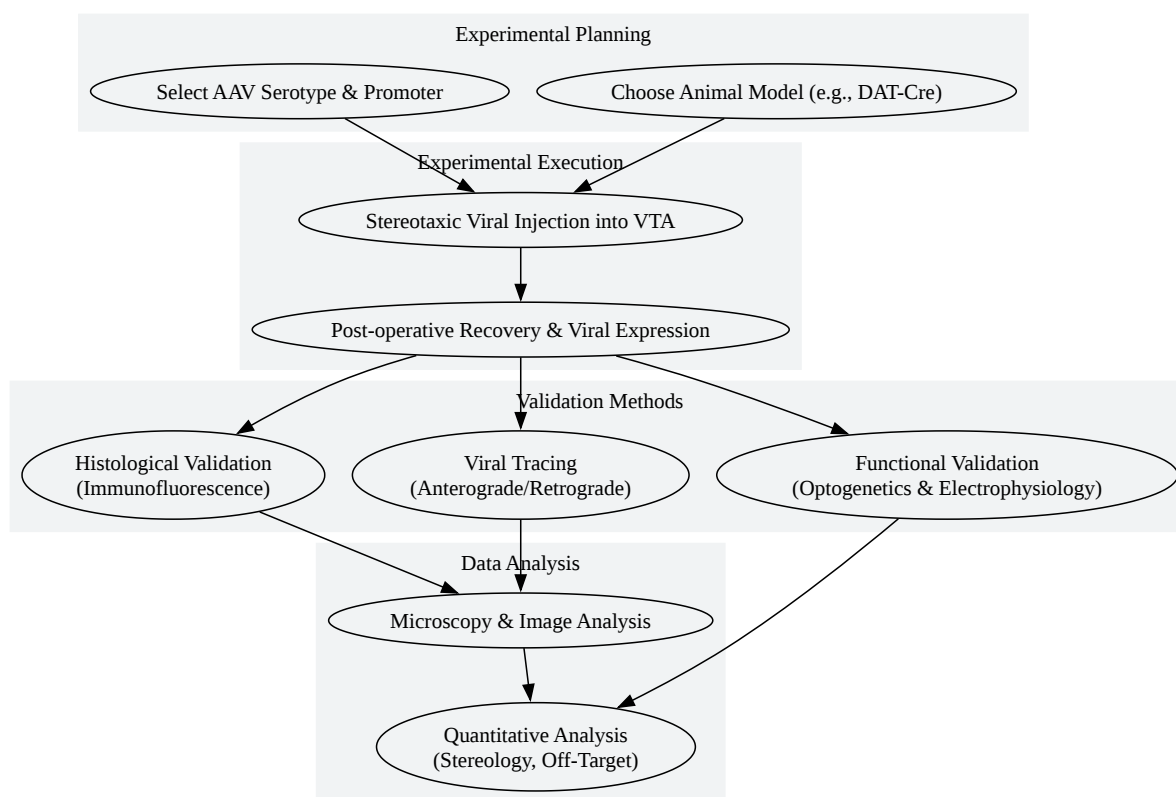 Experimental Planning
Select AAV Serotype & Promoter
Choose Animal Model (e.g., DAT-Cre)
Experimental Execution
Stereotaxic Viral Injection into VTA
Post-operative Recovery & Viral Expression
Validation Methods
Histological Validation
(Immunofluorescence)
Viral Tracing
(Anterograde/Retrograde)
Functional Validation
(Optogenetics & Electrophysiology)
Data Analysis
Microscopy & Image Analysis
Quantitative Analysis
(Stereology, Off-Target)